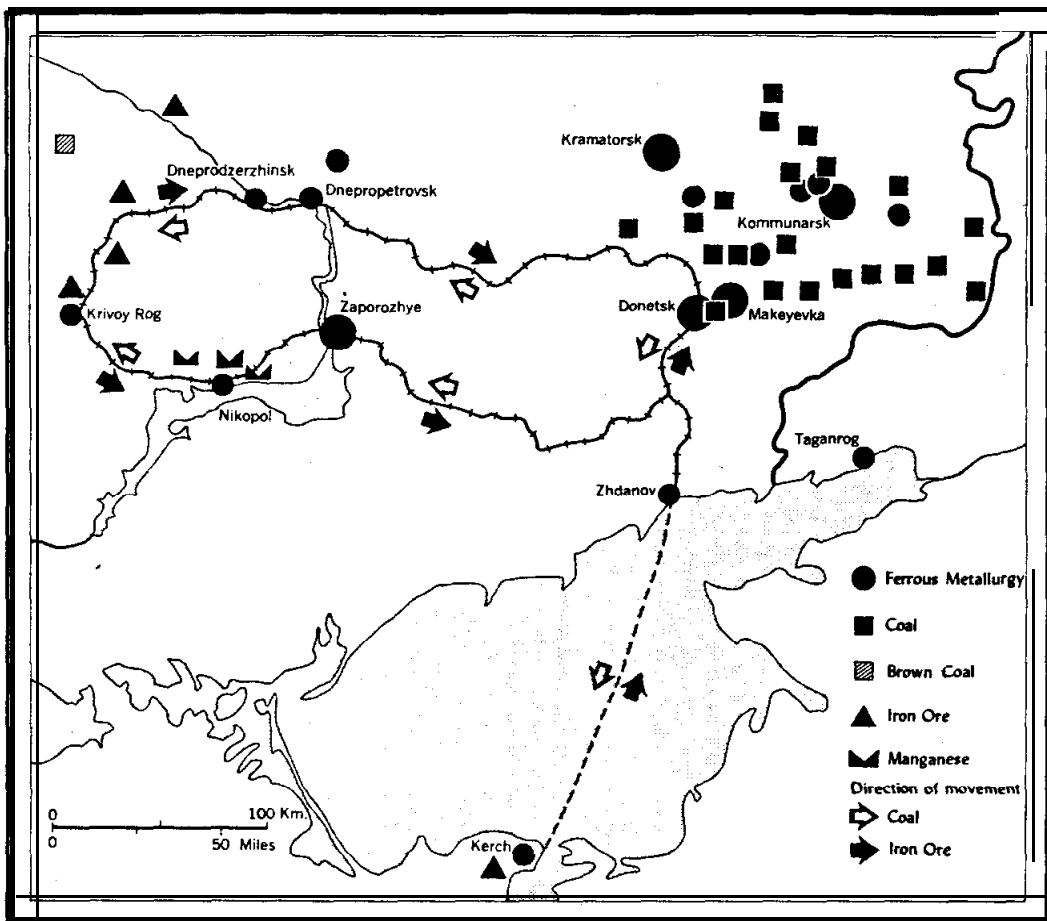 Kramatorsk
Dneprodzerzhinsk
Dnepropetrovsk
Kommunarsk
Krivoy Rog
Zaporozhye
Donetsk
Makeyevka
Nikopol
Taganrog
Zhdanov
Ferrous Metallurgy
Coal
Brown Coal
Iron Ore
Manganese
Direction of movement
Coal
Iron Ore
0 100 Km.
0 50 Miles
Kerch